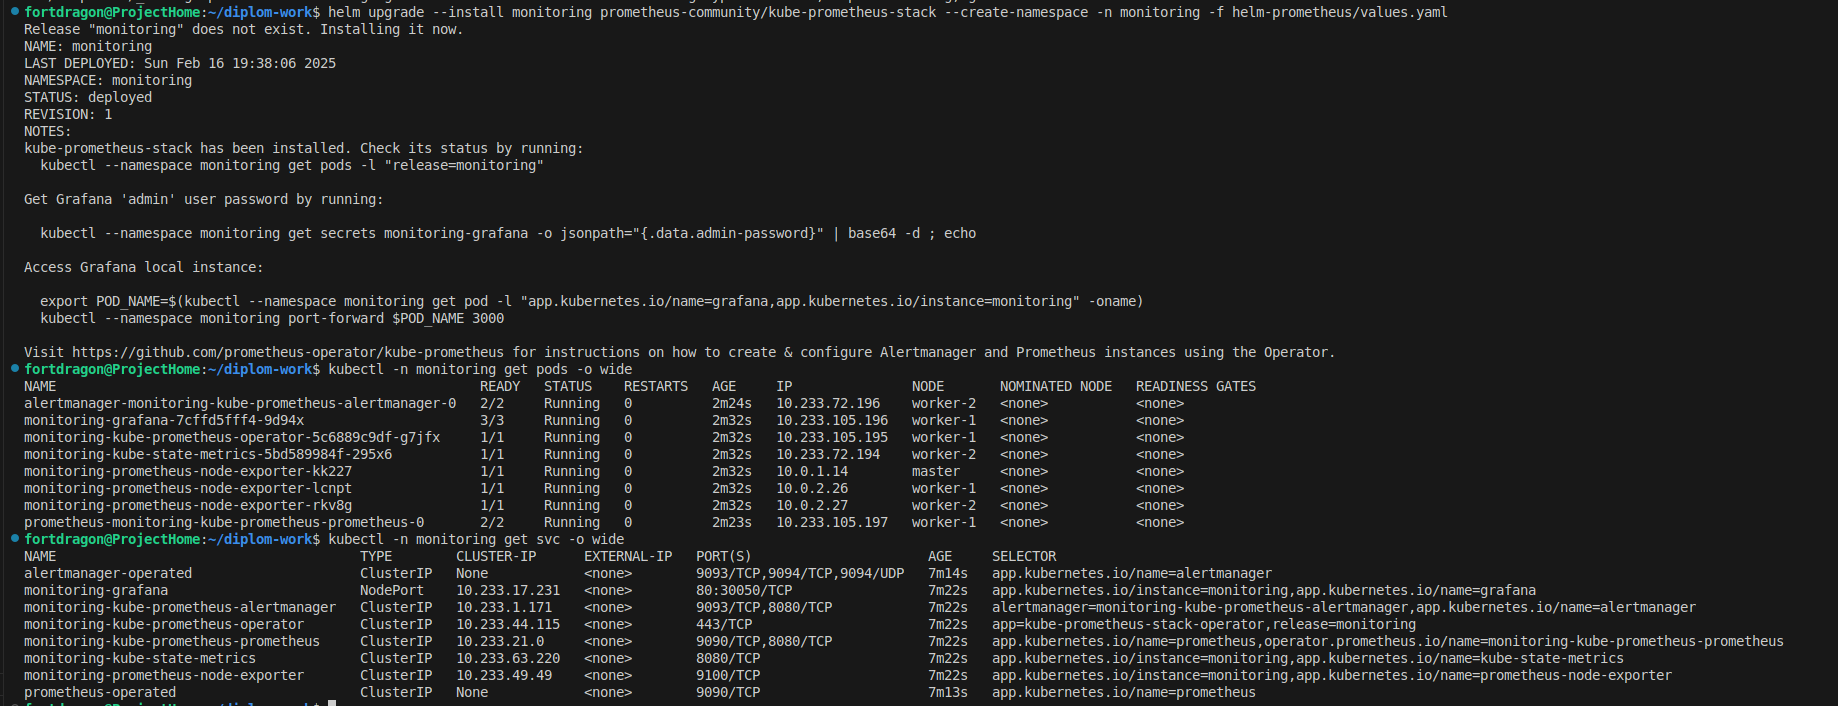 fortdragon@ProjectHome:~/diplom-work$ helm upgrade --install monitoring prometheus-community/kube-prometheus-stack --create-namespace -n monitoring -f helm-prometheus/values.yaml
Release "monitoring" does not exist. Installing it now.
NAME: monitoring
LAST DEPLOYED: Sun Feb 16 19:38:06 2025
NAMESPACE: monitoring
STATUS: deployed
REVISION: 1
NOTES:
kube-prometheus-stack has been installed. Check its status by running:
  kubectl --namespace monitoring get pods -l "release=monitoring"

Get Grafana 'admin' user password by running:

  kubectl --namespace monitoring get secrets monitoring-grafana -o jsonpath="{.data.admin-password}" | base64 -d ; echo

Access Grafana local instance:

  export POD_NAME=$(kubectl --namespace monitoring get pod -l "app.kubernetes.io/name=grafana,app.kubernetes.io/instance=monitoring" -oname)
  kubectl --namespace monitoring port-forward $POD_NAME 3000

Visit https://github.com/prometheus-operator/kube-prometheus for instructions on how to create & configure Alertmanager and Prometheus instances using the Operator.
fortdragon@ProjectHome:~/diplom-work$ kubectl -n monitoring get pods -o wide
NAME                                                     READY   STATUS    RESTARTS   AGE     IP               NODE       NOMINATED NODE   READINESS GATES
alertmanager-monitoring-kube-prometheus-alertmanager-0   2/2     Running   0          2m24s   10.233.72.196    worker-2   <none>           <none>
monitoring-grafana-7cffd5fff4-9d94x                      3/3     Running   0          2m32s   10.233.105.196   worker-1   <none>           <none>
monitoring-kube-prometheus-operator-5c6889c9df-g7jfx     1/1     Running   0          2m32s   10.233.105.195   worker-1   <none>           <none>
monitoring-kube-state-metrics-5bd589984f-295x6           1/1     Running   0          2m32s   10.233.72.194    worker-2   <none>           <none>
monitoring-prometheus-node-exporter-kk227                1/1     Running   0          2m32s   10.0.1.14        master     <none>           <none>
monitoring-prometheus-node-exporter-lcnpt                1/1     Running   0          2m32s   10.0.2.26        worker-1   <none>           <none>
monitoring-prometheus-node-exporter-rkv8g                1/1     Running   0          2m32s   10.0.2.27        worker-2   <none>           <none>
prometheus-monitoring-kube-prometheus-prometheus-0       2/2     Running   0          2m23s   10.233.105.197   worker-1   <none>           <none>
fortdragon@ProjectHome:~/diplom-work$ kubectl -n monitoring get svc -o wide
NAME                                      TYPE        CLUSTER-IP      EXTERNAL-IP   PORT(S)                      AGE     SELECTOR
alertmanager-operated                     ClusterIP   None            <none>        9093/TCP,9094/TCP,9094/UDP   7m14s   app.kubernetes.io/name=alertmanager
monitoring-grafana                        NodePort    10.233.17.231   <none>        80:30050/TCP                 7m22s   app.kubernetes.io/instance=monitoring,app.kubernetes.io/name=grafana
monitoring-kube-prometheus-alertmanager   ClusterIP   10.233.1.171    <none>        9093/TCP,8080/TCP            7m22s   alertmanager=monitoring-kube-prometheus-alertmanager,app.kubernetes.io/name=alertmanager
monitoring-kube-prometheus-operator       ClusterIP   10.233.44.115   <none>        443/TCP                      7m22s   app=kube-prometheus-stack-operator,release=monitoring
monitoring-kube-prometheus-prometheus     ClusterIP   10.233.21.0     <none>        9090/TCP,8080/TCP            7m22s   app.kubernetes.io/name=prometheus,operator.prometheus.io/name=monitoring-kube-prometheus-prometheus
monitoring-kube-state-metrics             ClusterIP   10.233.63.220   <none>        8080/TCP                     7m22s   app.kubernetes.io/instance=monitoring,app.kubernetes.io/name=kube-state-metrics
monitoring-prometheus-node-exporter       ClusterIP   10.233.49.49    <none>        9100/TCP                     7m22s   app.kubernetes.io/instance=monitoring,app.kubernetes.io/name=prometheus-node-exporter
prometheus-operated                       ClusterIP   None            <none>        9090/TCP                     7m13s   app.kubernetes.io/name=prometheus